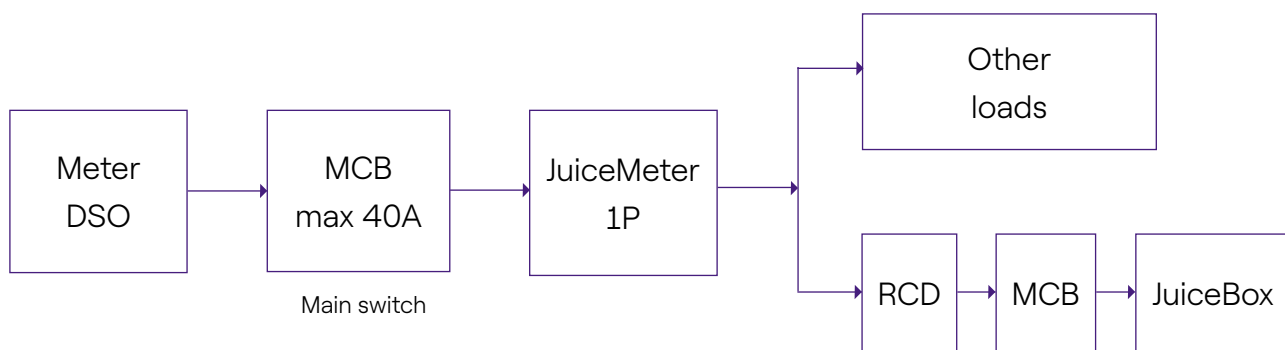 Meter
DSO
MCB
max 40A
Main switch
JuiceMeter
1P
Other
loads
RCD
MCB
JuiceBox